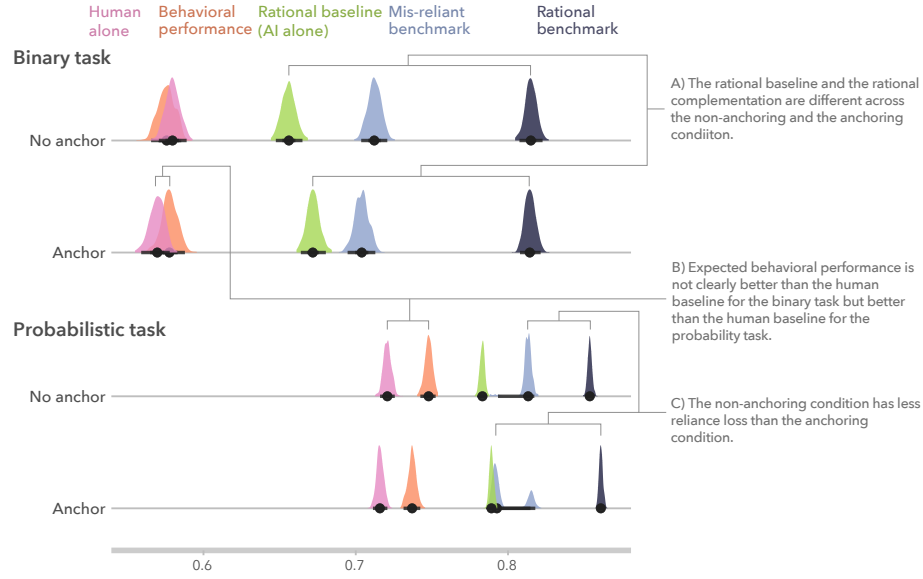 Human alone
Behavioral performance
Rational baseline (AI alone)
Mis-reliant benchmark
Rational benchmark
Binary task
A) The rational baseline and the rational
complementation are different across
the non-anchoring and the anchoring
condiiton.
No anchor
Anchor
B) Expected behavioral performance is
not clearly better than the human
baseline for the binary task but better
than the human baseline for the
probability task.
Probabilistic task
No anchor
C) The non-anchoring condition has less
reliance loss than the anchoring
condition.
Anchor
0.6
0.7
0.8